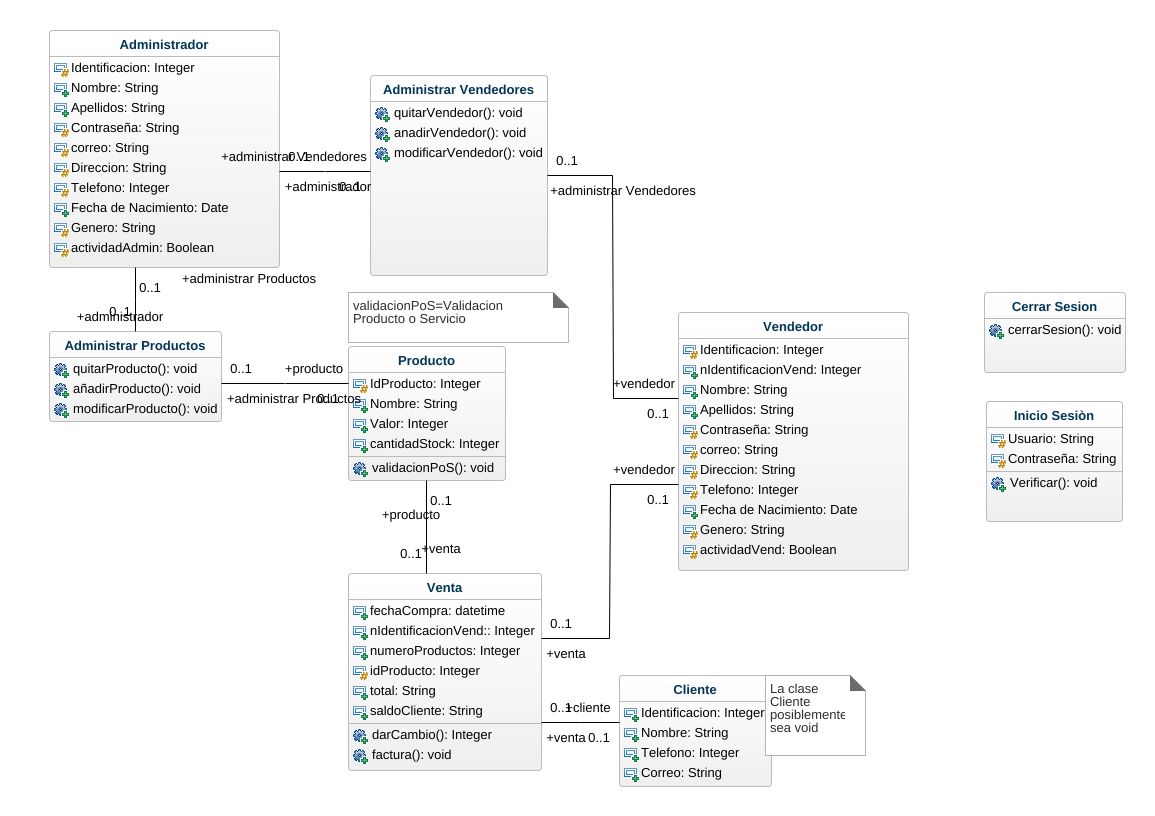 Administrador
Identificacion: Integer
Nombre: String
Apellidos: String
Contraseña: String
correo: String
Direccion: String
Telefono: Integer
Fecha de Nacimiento: Date
Genero: String
actividadAdmin: Boolean
+administrar Vendedores
0..1
+administrador
0..1
Administrar Vendedores
quitarVendedor(): void
anadirVendedor(): void
modificarVendedor(): void
0..1
+administrar Vendedores
+administrar Productos
0..1
0..1
+administrador
validacionPoS=Validacion
Producto o Servicio
Administrar Productos
quitarProducto(): void
añadirProducto(): void
modificarProducto(): void
0..1
+producto
+administrar Productos
0..1
Producto
IdProducto: Integer
Nombre: String
Valor: Integer
cantidadStock: Integer
validacionPoS(): void
0..1
+producto
0..1
+venta
Vendedor
Identificacion: Integer
nIdentificacionVend: Integer
Nombre: String
Apellidos: String
Contraseña: String
correo: String
Direccion: String
Telefono: Integer
Fecha de Nacimiento: Date
Genero: String
actividadVend: Boolean
+vendedor
0..1
+vendedor
0..1
Cerrar Sesion
cerrarSesion(): void
Inicio Sesiòn
Usuario: String
Contraseña: String
Verificar(): void
Venta
fechaCompra: datetime
nIdentificacionVend:: Integer
numeroProductos: Integer
idProducto: Integer
total: String
saldoCliente: String
darCambio(): Integer
factura(): void
0..1
+venta
0..1
+cliente
+venta
0..1
Cliente
Identificacion: Integer
Nombre: String
Telefono: Integer
Correo: String
La clase
Cliente
posiblemente
sea void